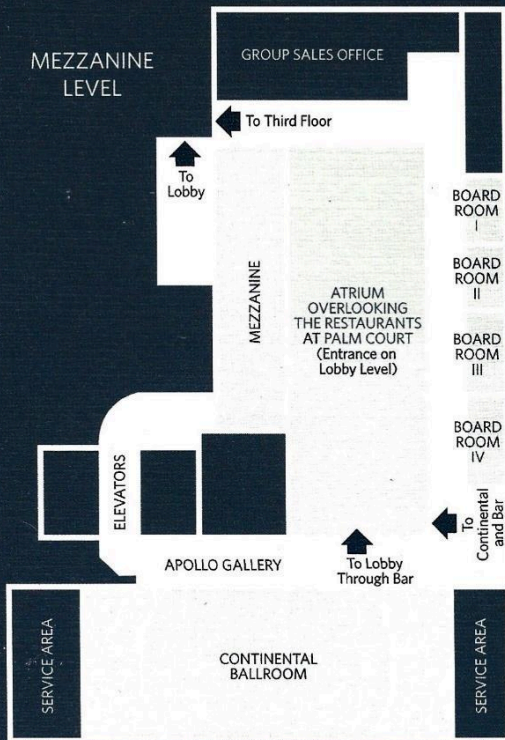 MEZZANINE
LEVEL
GROUP SALES OFFICE
To Third Floor
To
Lobby
BOARD
ROOM
I
BOARD
ROOM
II
MEZZANINE
ATRIUM
OVERLOOKING
THE RESTAURANTS
AT PALM COURT
(Entrance on
Lobby Level)
BOARD
ROOM
III
BOARD
ROOM
IV
ELEVATORS
To
Continental
and Bar
APOLLO GALLERY
To Lobby
Through Bar
SERVICE AREA
CONTINENTAL
BALLROOM
SERVICE AREA